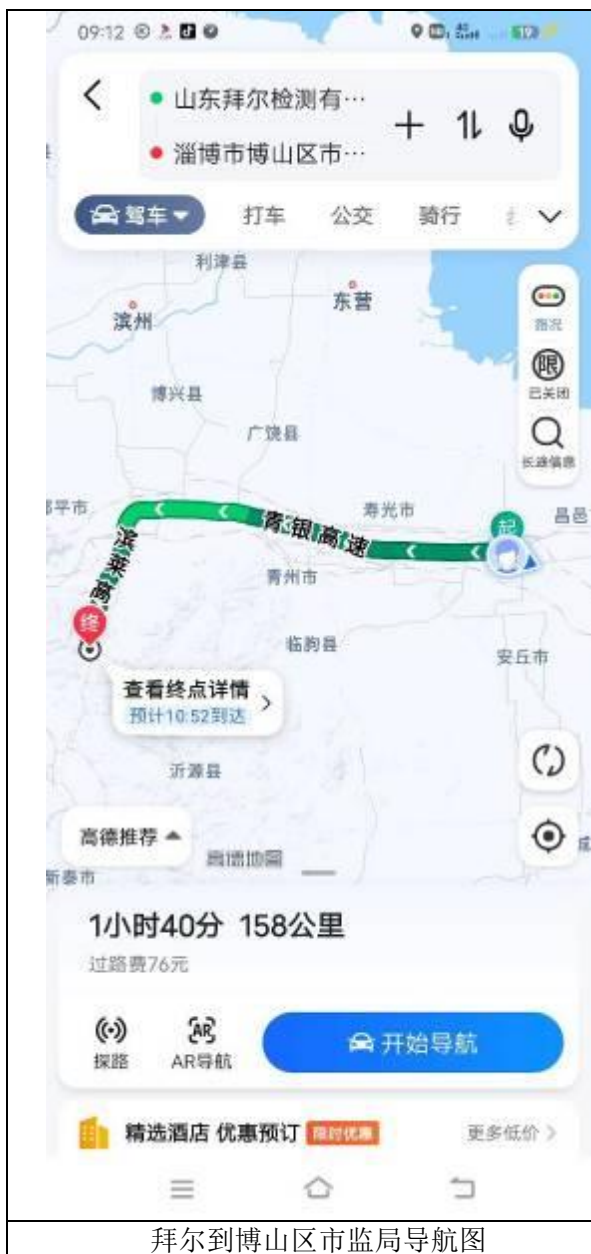 09:12
山东拜尔检测有…
淄博市博山区市…
驾车
打车
公交
骑行
利津县
东营
滨州
路况
限
已关闭
博兴县
广饶县
长途信息
寿光市
昌邑
起
青银高速
滨莱高
青州市
终
临朐县
安丘市
查看终点详情
预计10:52到达
沂源县
高德推荐
高德地图
新泰市
1小时40分 158公里
过路费76元
探路
AR
AR导航
开始导航
精选酒店 优惠预订 限时优惠 更多低价
拜尔到博山区市监局导航图